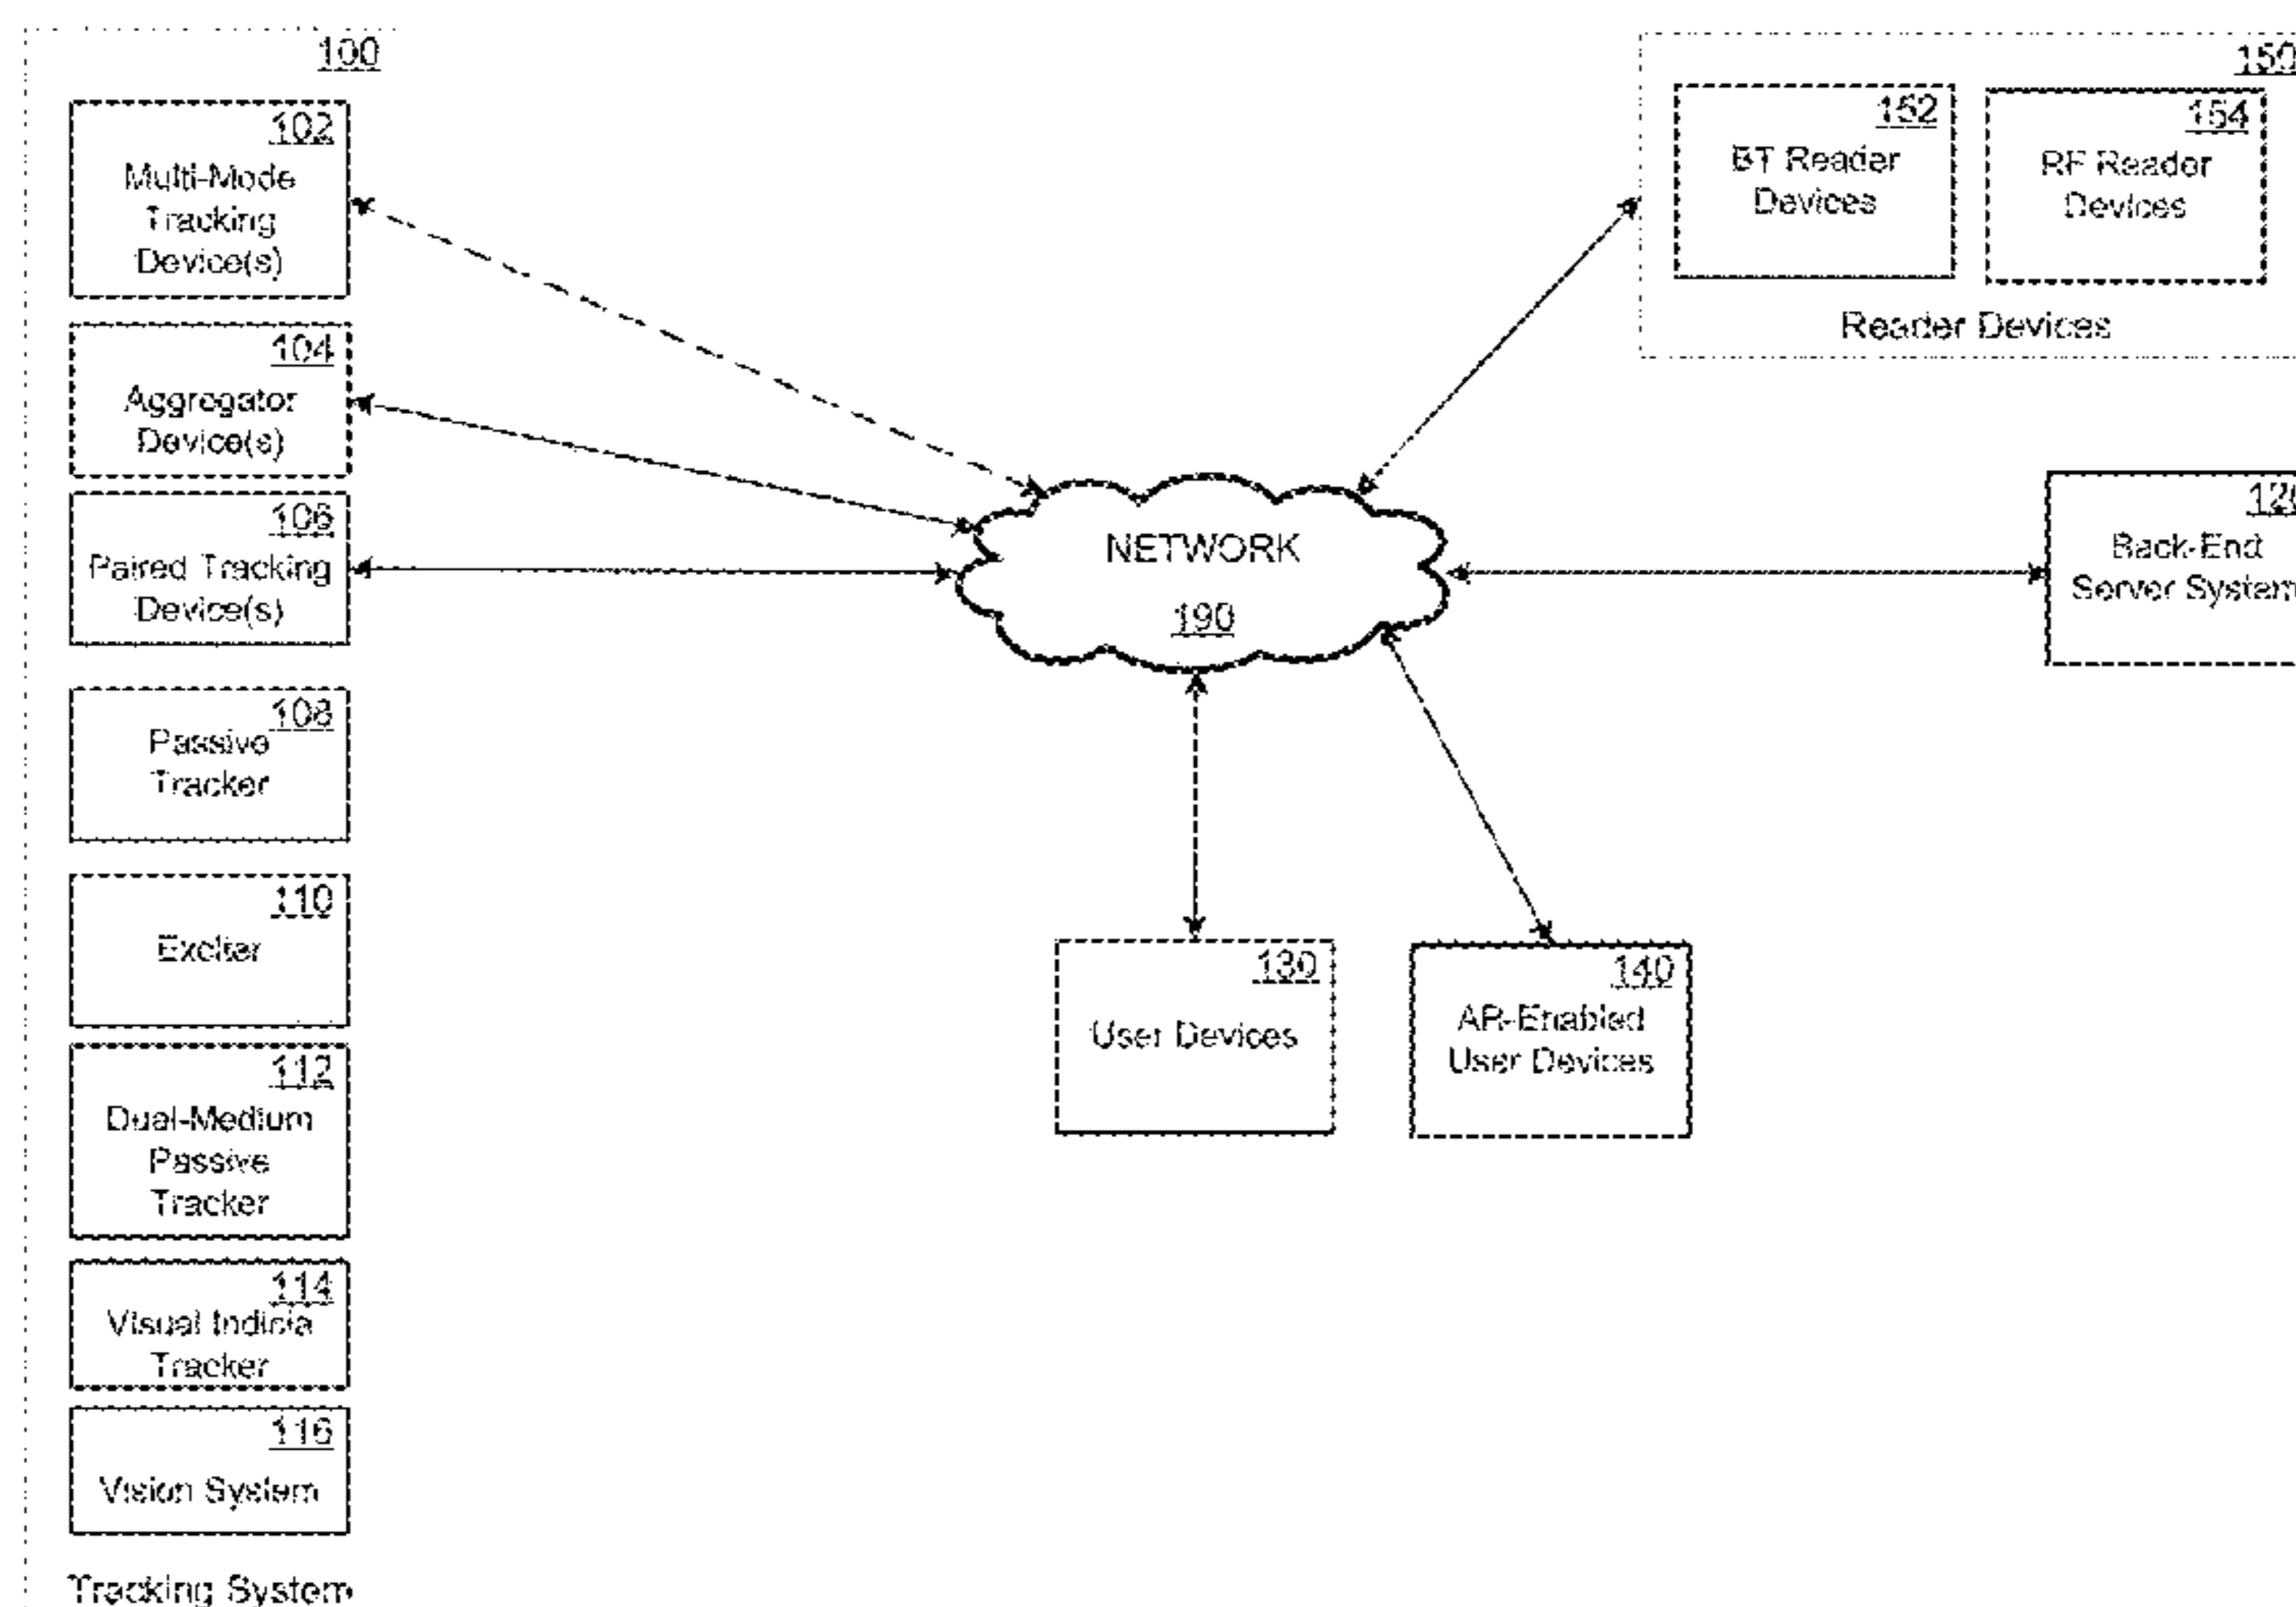 100
102
Multi-Mode
Tracking
Device(s)
104
Aggregator
Device(s)
106
Paired Tracking
Device(s)
108
Passive
Tracker
110
Exciter
112
Dual-Medium
Passive
Tracker
114
Visual Indicia
Tracker
116
Vision System
Tracking System
NETWORK
190
150
152
BT Reader
Devices
154
RF Reader
Devices
Reader Devices
120
Back-End
Server System
130
User Devices
140
AR-Enabled
User Devices